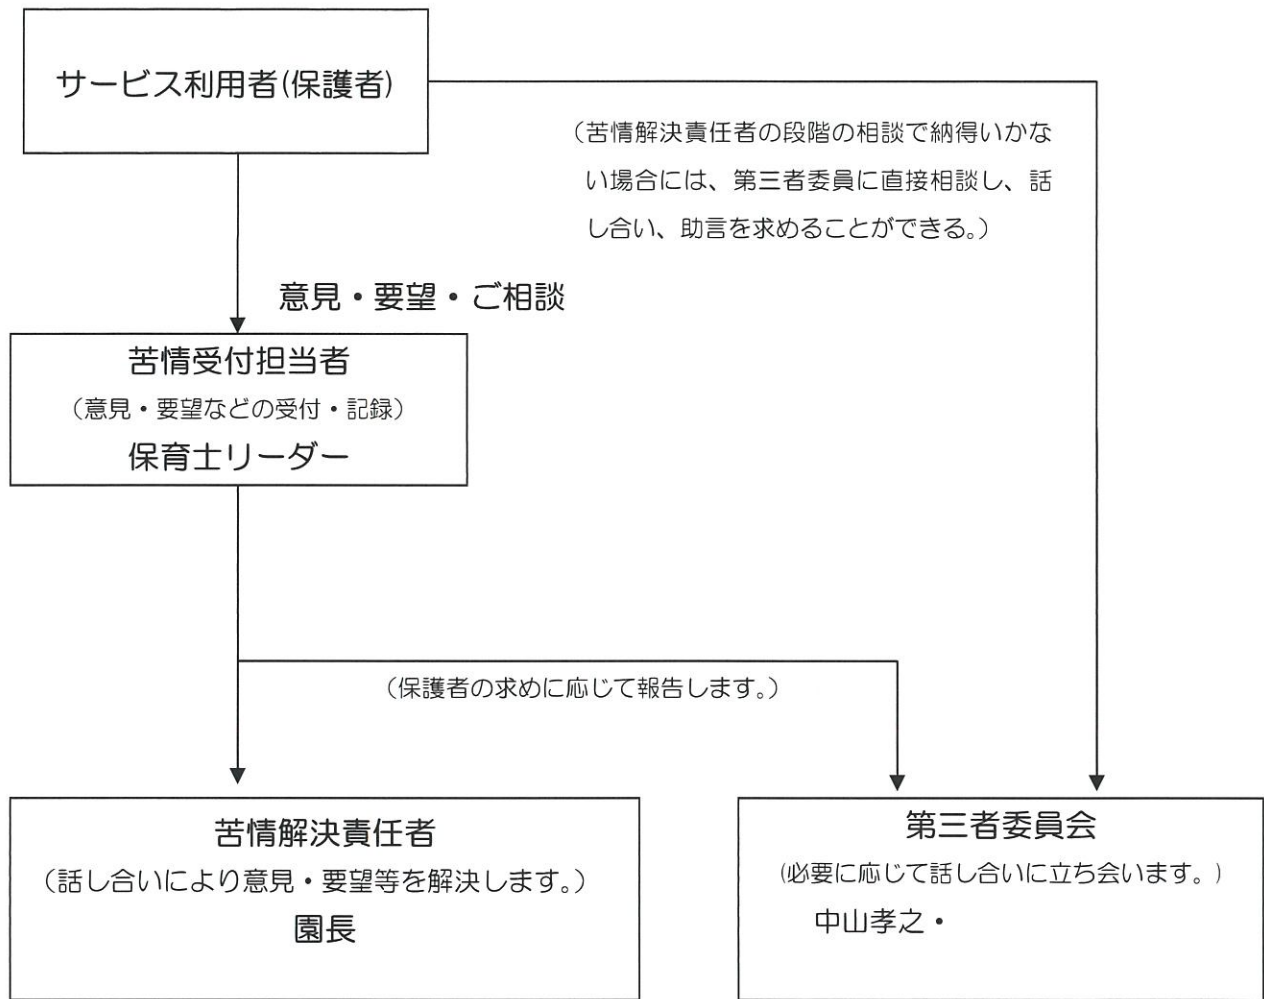 サービス利用者(保護者)
（苦情解決責任者の段階の相談で納得いかな
い場合には、第三者委員に直接相談し、話
し合い、助言を求めることができる。）
意見・要望・ご相談
苦情受付担当者
（意見・要望などの受付・記録）
保育士リーダー
（保護者の求めに応じて報告します。）
苦情解決責任者
（話し合いにより意見・要望等を解決します。）
園長
第三者委員会
(必要に応じて話し合いに立ち会います。)
中山孝之・